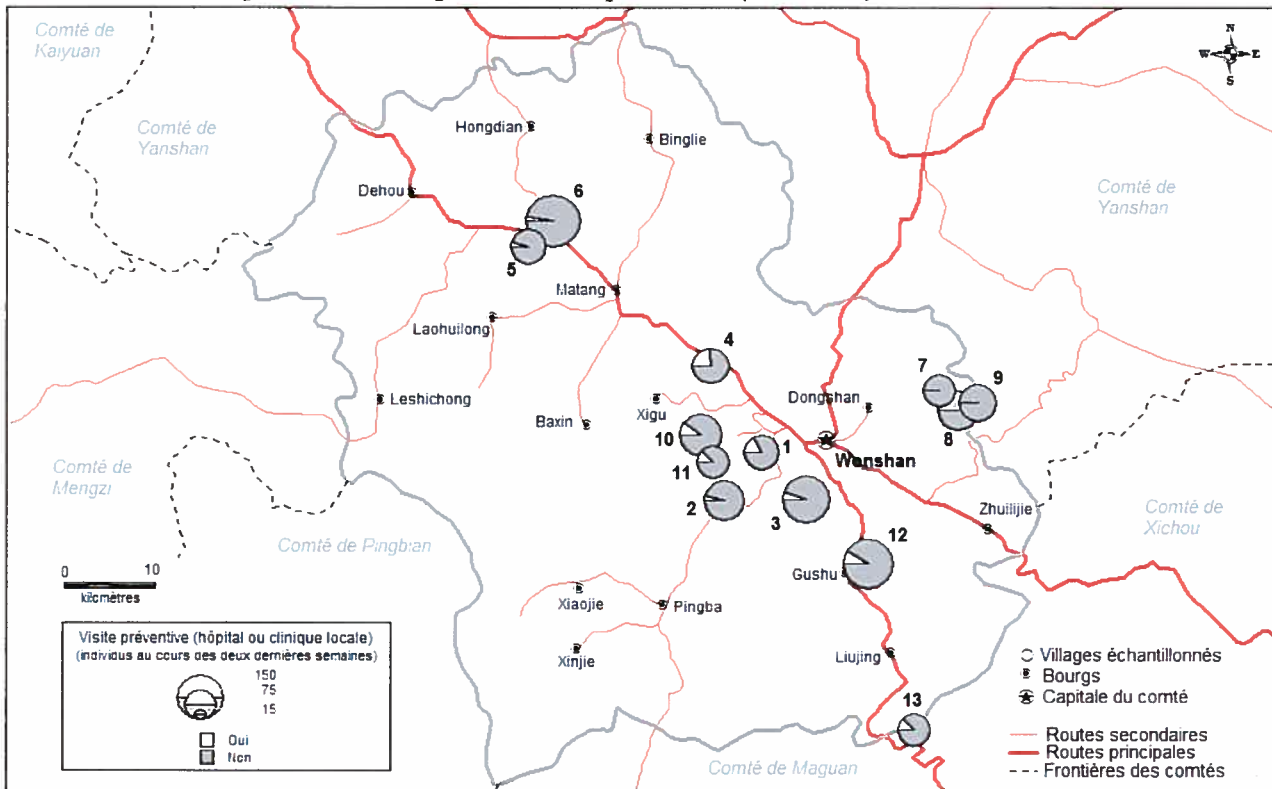 Comté de
Kaiyuan
Comté de
Yanshan
Hongdian
Binglie
Dehou
6
5
Matang
Laohuilong
Leshichong
Baxin
Xigu
4
Dongshan
7
9
8
10
11
1
2
3
Wenshan
12
Gushu
Zhuilijie
Comté de
Yanshan
Comté de
Xichou
Comté de
Mengzi
Comté de Pingbian
Xiaojie
Pingba
Xinjie
Liujing
13
Comté de Maguan
N
W E
S
0 10
kilomètres
Visite préventive (hôpital ou clinique locale)
(individus au cours des deux dernières semaines)
150
75
15
Oui
Non
Villages échantillonnés
Bourgs
Capitale du comté
Routes secondaires
Routes principales
Frontières des comtés